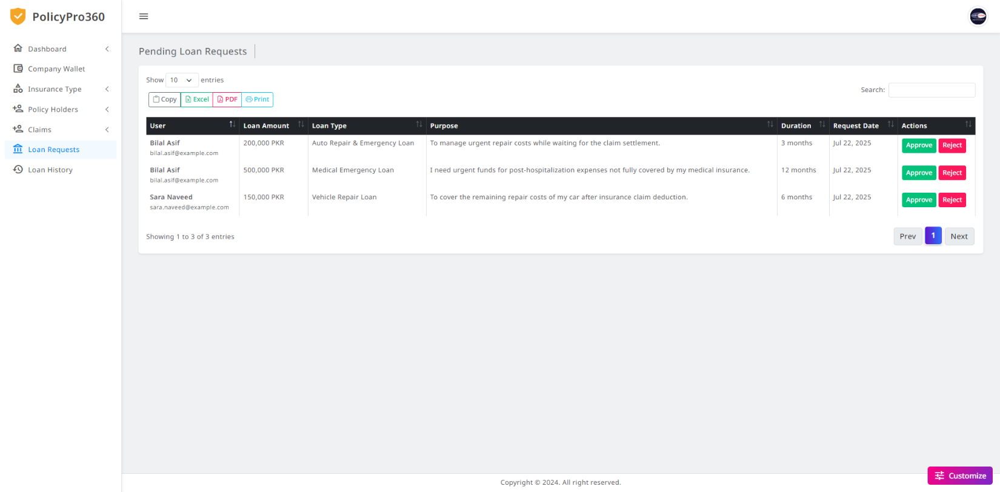 PolicyPro360
Dashboard
Company Wallet
Insurance Type
Policy Holders
Claims
Loan Requests
Loan History
Pending Loan Requests
Show 10 entries
Copy Excel PDF Print
Search:
User Loan Amount Loan Type Purpose Duration Request Date Actions
Bilal Asif 200,000 PKR Auto Repair & Emergency Loan To manage urgent repair costs while waiting for the claim settlement. 3 months Jul 22, 2025 Approve Reject
bilal.asif@example.com
Bilal Asif 500,000 PKR Medical Emergency Loan I need urgent funds for post-hospitalization expenses not fully covered by my medical insurance. 12 months Jul 22, 2025 Approve Reject
bilal.asif@example.com
Sara Naveed 150,000 PKR Vehicle Repair Loan To cover the remaining repair costs of my car after insurance claim deduction. 6 months Jul 22, 2025 Approve Reject
sara.naveed@example.com
Showing 1 to 3 of 3 entries
Prev 1 Next
Customize
Copyright © 2024. All right reserved.